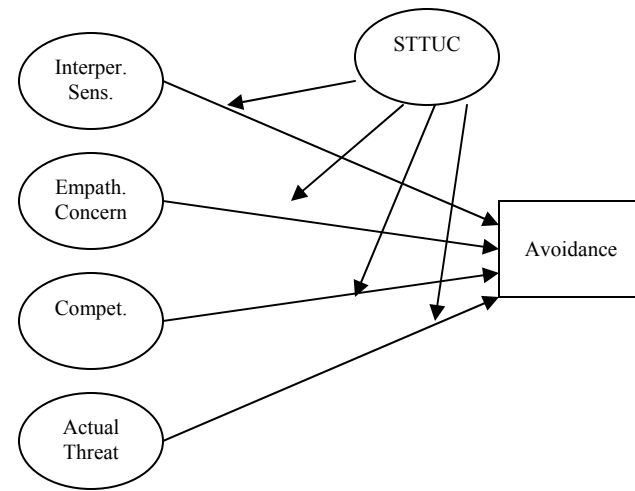 STTUC
Interper.
Sens.
Empath.
Concern
Avoidance
Compet.
Actual
Threat